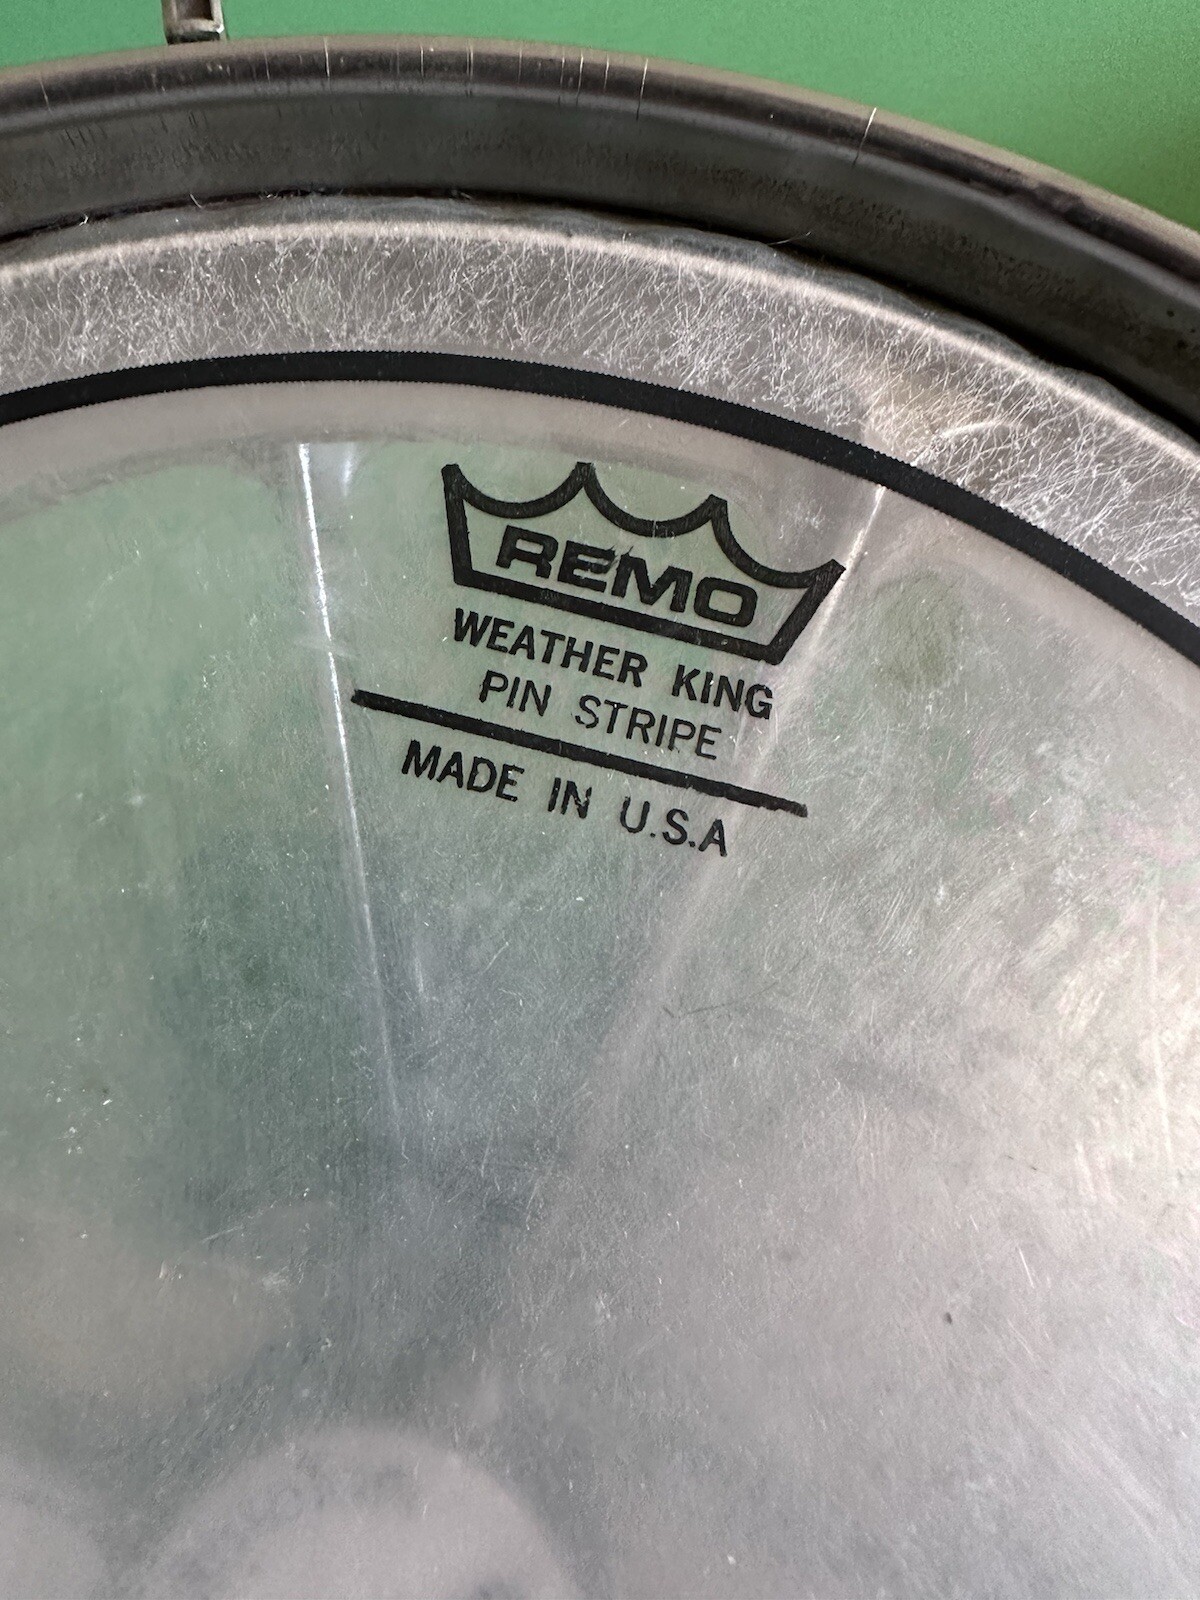 REMO
WEATHER KING
PIN STRIPE
MADE IN U.S.A